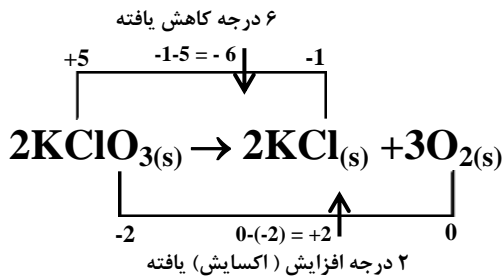 ۶ درجه کاهش یافته
+5 -1-5 = - 6 -1
2KClO3(s) → 2KCl(s) +3O2(s)
-2 0-(-2) = +2 0
۲ درجه افزایش ( اکسایش) یافته